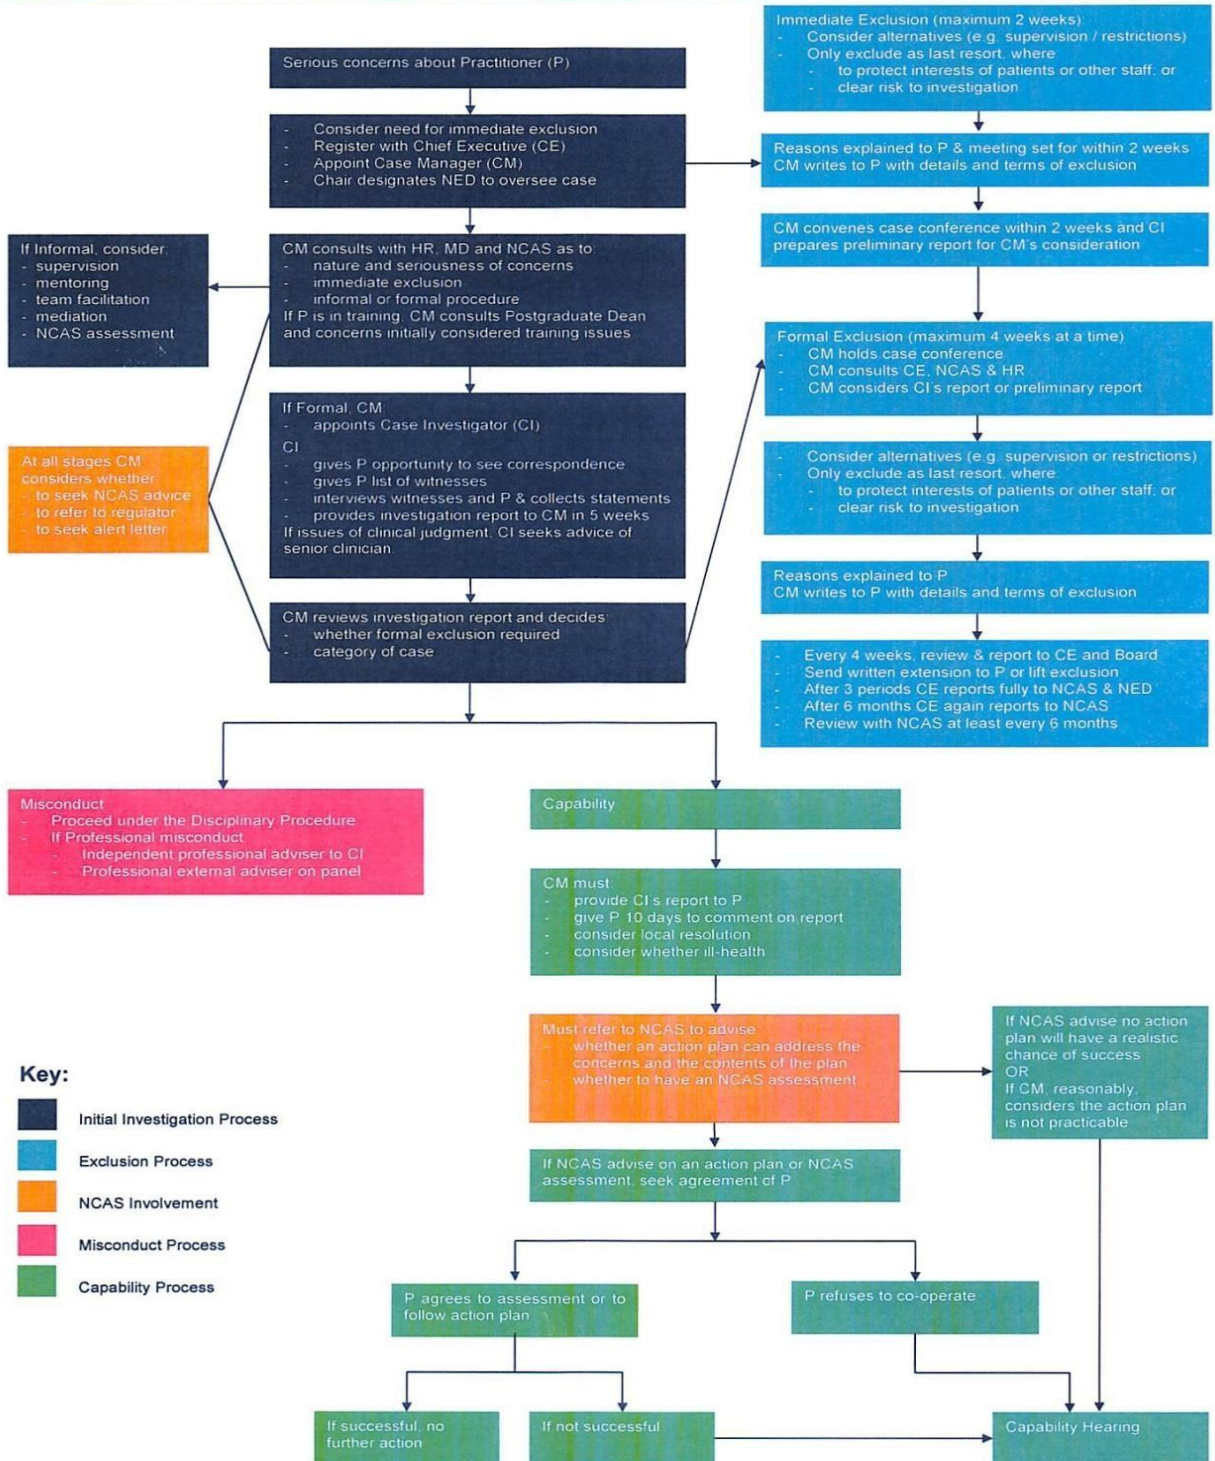 Serious concerns about Practitioner (P)
- Consider need for immediate exclusion
- Register with Chief Executive (CE)
- Appoint Case Manager (CM)
- Chair designates NED to oversee case
CM consults with HR, MD and NCAS as to:
- nature and seriousness of concerns
- immediate exclusion
- informal or formal procedure
If P is in training, CM consults Postgraduate Dean
and concerns initially considered training issues
If Informal, consider:
- supervision
- mentoring
- team facilitation
- mediation
- NCAS assessment
If Formal, CM
- appoints Case Investigator (CI)
CI
- gives P opportunity to see correspondence
- gives P list of witnesses
- interviews witnesses and P & collects statements
- provides investigation report to CM in 5 weeks
If issues of clinical judgment, CI seeks advice of
senior clinician.
At all stages CM
considers whether
- to seek NCAS advice
- to refer to regulator
- to seek alert letter
CM reviews investigation report and decides:
- whether formal exclusion required
- category of case
Immediate Exclusion (maximum 2 weeks):
- Consider alternatives (e.g. supervision / restrictions)
- Only exclude as last resort, where
- to protect interests of patients or other staff: or
- clear risk to investigation
Reasons explained to P & meeting set for within 2 weeks
CM writes to P with details and terms of exclusion
CM convenes case conference within 2 weeks and CI
prepares preliminary report for CM's consideration
Formal Exclusion (maximum 4 weeks at a time)
- CM holds case conference
- CM consults CE, NCAS & HR
- CM considers CI's report or preliminary report
- Consider alternatives (e.g. supervision or restrictions)
- Only exclude as last resort, where:
- to protect interests of patients or other staff: or
- clear risk to investigation
Reasons explained to P
CM writes to P with details and terms of exclusion
- Every 4 weeks, review & report to CE and Board
- Send written extension to P or lift exclusion
- After 3 periods CE reports fully to NCAS & NED
- After 6 months CE again reports to NCAS
- Review with NCAS at least every 6 months
Misconduct
- Proceed under the Disciplinary Procedure
- If Professional misconduct
- Independent professional adviser to CI
- Professional external adviser on panel
Capability
CM must:
- provide CI s report to P
- give P 10 days to comment on report
- consider local resolution
- consider whether ill-health
Must refer to NCAS to advise
- whether an action plan can address the
concerns and the contents of the plan
- whether to have an NCAS assessment
If NCAS advise no action
plan will have a realistic
chance of success
OR
If CM, reasonably,
considers the action plan
is not practicable
If NCAS advise on an action plan or NCAS
assessment, seek agreement of P
P agrees to assessment or to
follow action plan
P refuses to co-operate
If successful, no
further action
If not successful
Capability Hearing
Key:
Initial Investigation Process
Exclusion Process
NCAS Involvement
Misconduct Process
Capability Process